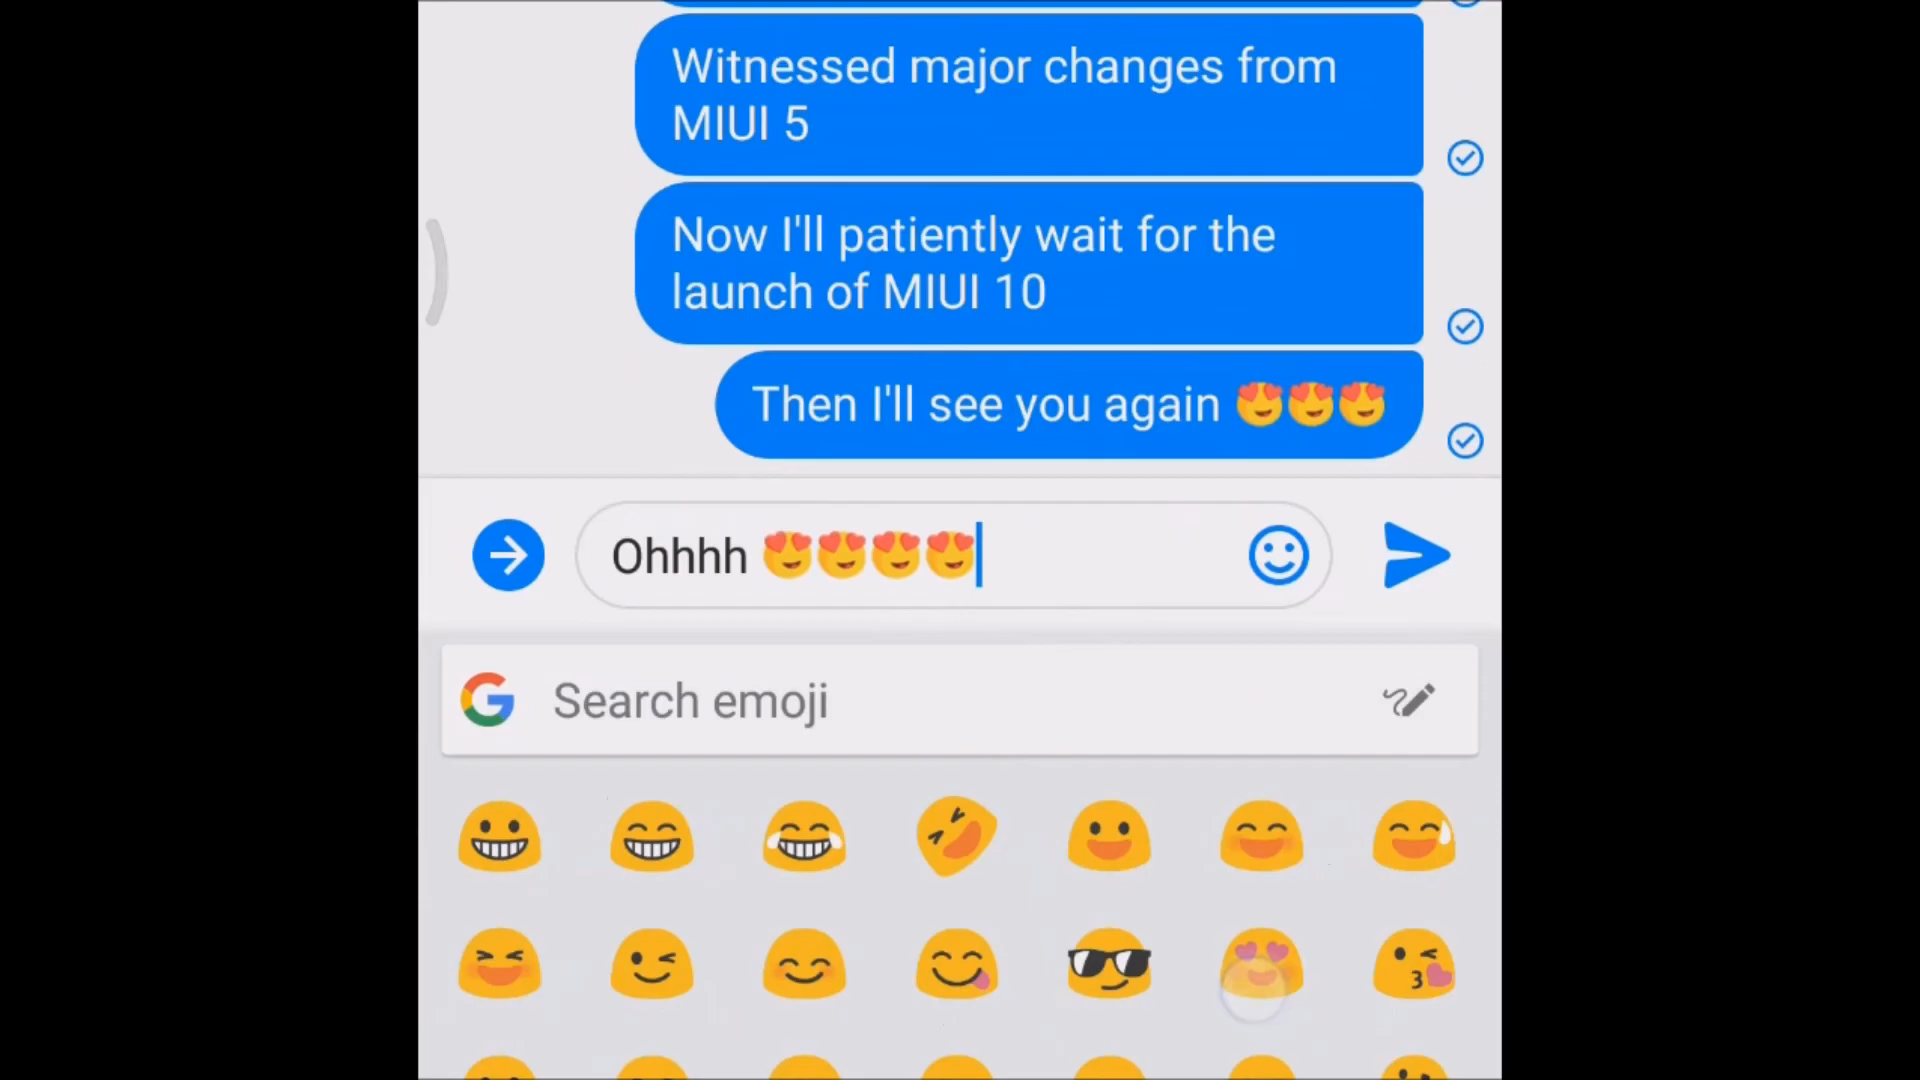 Witnessed major changes from
MIUI 5
Now I'll patiently wait for the
launch of MIUI 10
Then I'll see you again 😍😍😍
Ohhhh 😍😍😍😍
Search emoji